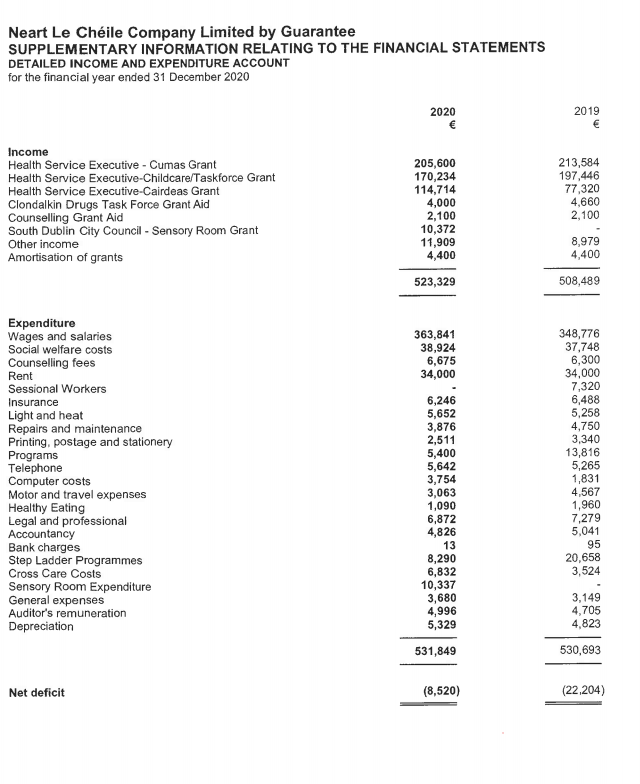 Neart Le Chéile Company Limited by Guarantee
SUPPLEMENTARY INFORMATION RELATING TO THE FINANCIAL STATEMENTS
DETAILED INCOME AND EXPENDITURE ACCOUNT
for the financial year ended 31 December 2020
2020 2019
€ €
Income
Health Service Executive - Cumas Grant 205,600 213,584
Health Service Executive-Childcare/Taskforce Grant 170,234 197,446
Health Service Executive-Cairdeas Grant 114,714 77,320
Clondalkin Drugs Task Force Grant Aid 4,000 4,660
Counselling Grant Aid 2,100 2,100
South Dublin City Council - Sensory Room Grant 10,372 -
Other income 11,909 8,979
Amortisation of grants 4,400 4,400
523,329 508,489
Expenditure
Wages and salaries 363,841 348,776
Social welfare costs 38,924 37,748
Counselling fees 6,675 6,300
Rent 34,000 34,000
Sessional Workers - 7,320
Insurance 6,246 6,488
Light and heat 5,652 5,258
Repairs and maintenance 3,876 4,750
Printing, postage and stationery 2,511 3,340
Programs 5,400 13,816
Telephone 5,642 5,265
Computer costs 3,754 1,831
Motor and travel expenses 3,063 4,567
Healthy Eating 1,090 1,960
Legal and professional 6,872 7,279
Accountancy 4,826 5,041
Bank charges 13 95
Step Ladder Programmes 8,290 20,658
Cross Care Costs 6,832 3,524
Sensory Room Expenditure 10,337 -
General expenses 3,680 3,149
Auditor's remuneration 4,996 4,705
Depreciation 5,329 4,823
531,849 530,693
Net deficit (8,520) (22,204)